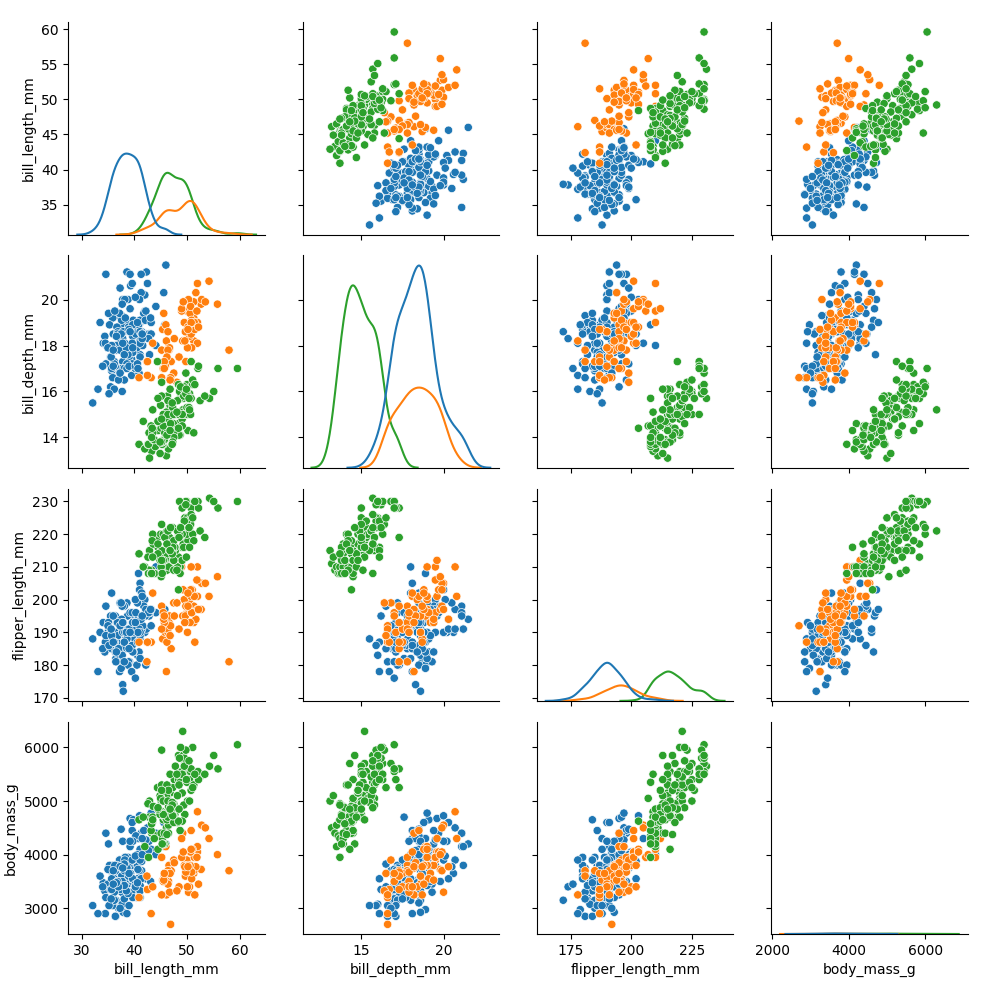 60
55
50
45
40
35
bill_length_mm
20
18
16
14
bill_depth_mm
230
220
210
200
190
180
170
flipper_length_mm
6000
5000
4000
3000
body_mass_g
30 40 50 60
bill_length_mm
15 20
bill_depth_mm
175 200 225
flipper_length_mm
2000 4000 6000
body_mass_g